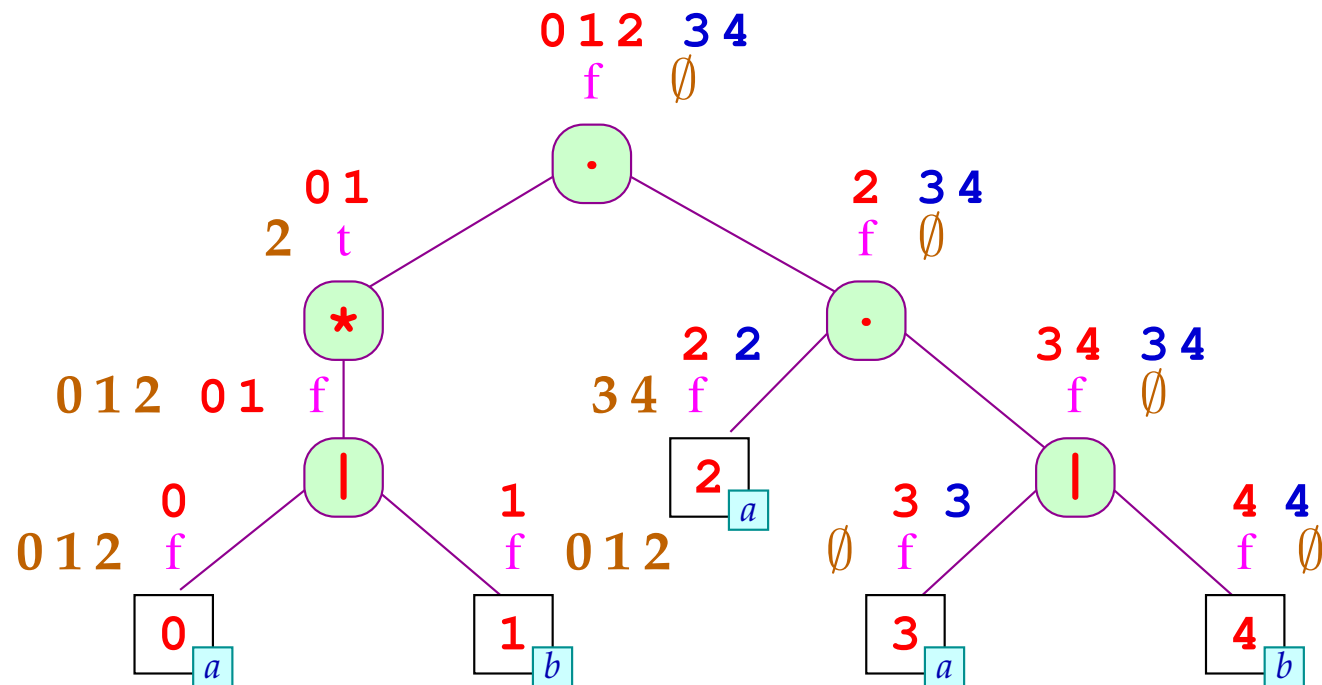 0 1 2 3 4
f ∅
.
0 1 2 3 4
2 t f ∅
* .
2 2 3 4 3 4
0 1 2 0 1 f 3 4 f f ∅
| 2 |
a
0 1 3 3 4 4
0 1 2 f f 0 1 2 ∅ f f ∅
0 1 3 4
a b a b